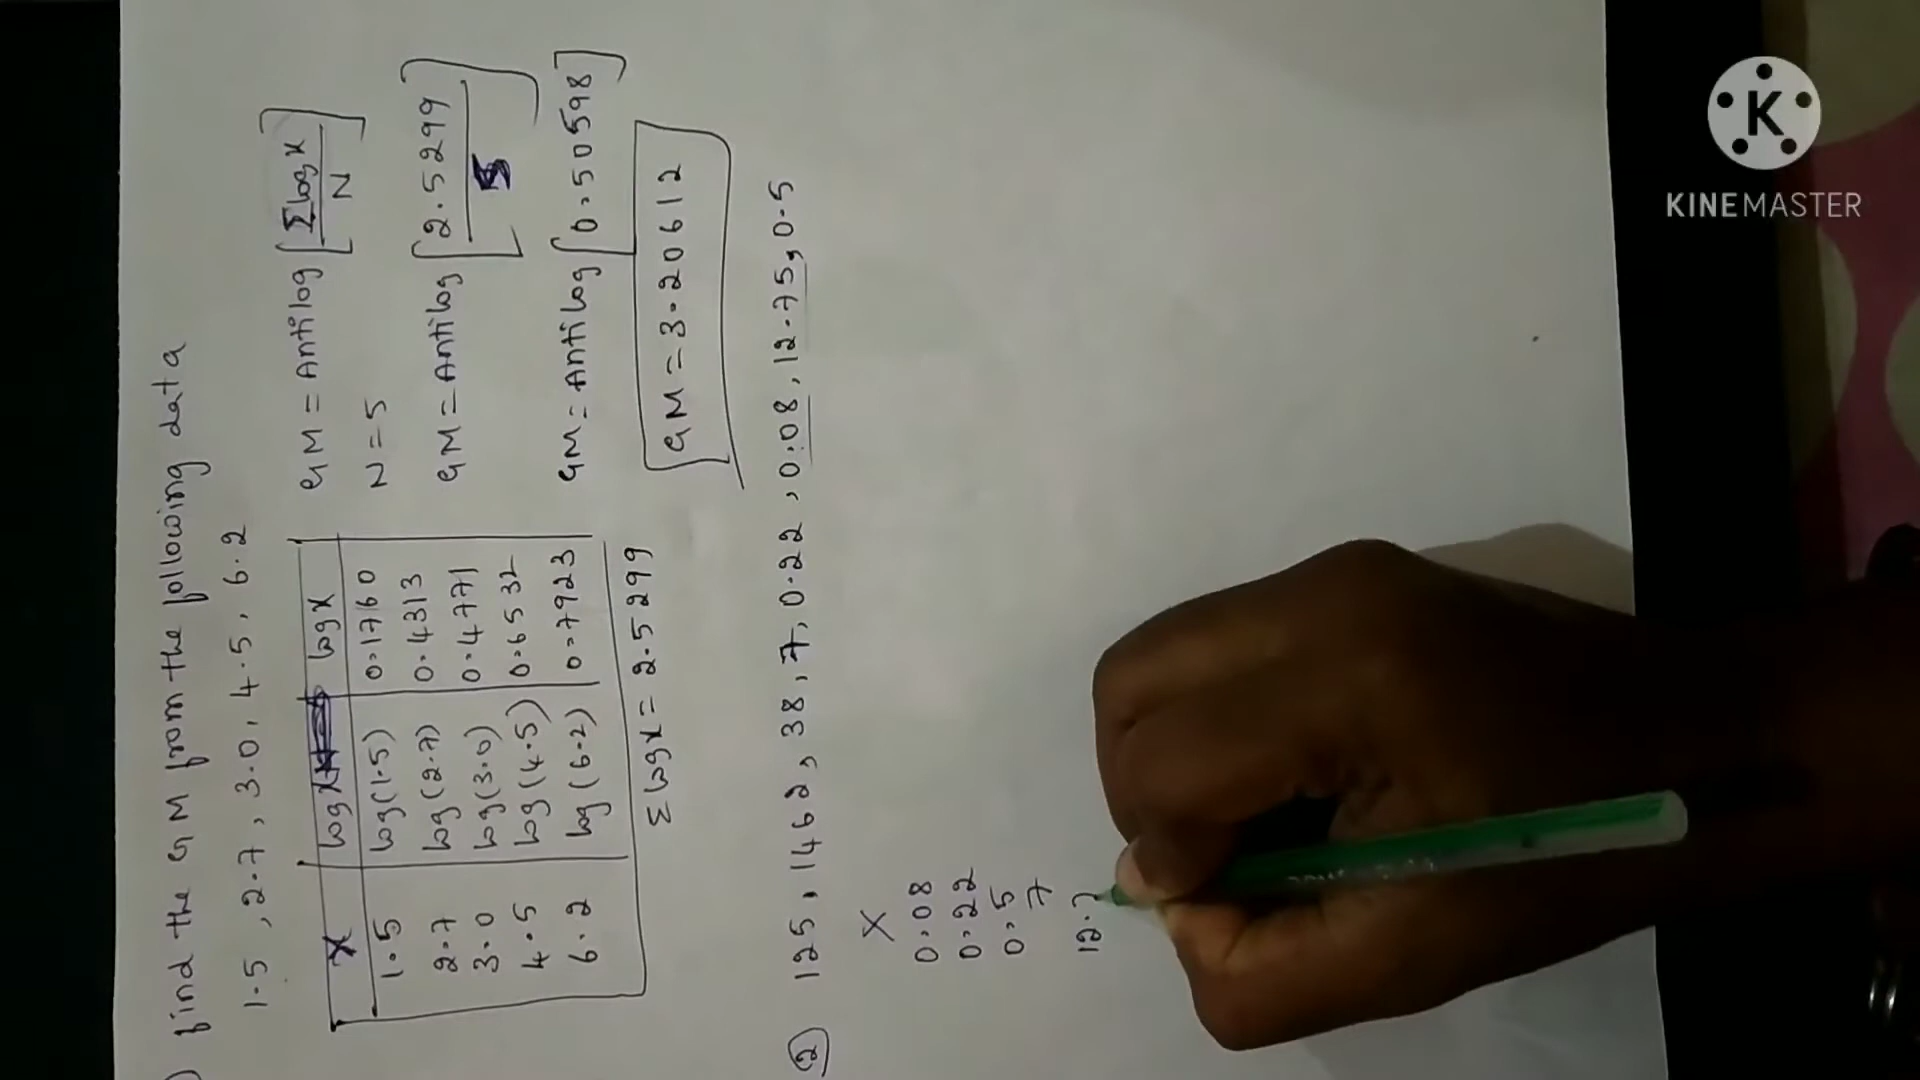 ) find the GM from the following data
1.5, 2.7, 3.0, 4.5, 6.2
X log x log x
1.5 log(1.5) 0.1760
2.7 log(2.7) 0.4313
3.0 log(3.0) 0.4771
4.5 log(4.5) 0.6532
6.2 log(6.2) 0.7923
Σ log x = 2.5299
GM = Antilog [Σ log x / N]
N = 5
GM = Antilog [2.5299 / 5]
GM = Antilog [0.50598]
GM = 3.20612
(2) 125, 1462, 38, 7, 0.22, 0.08, 12.75, 0.5
X
0.08
0.22
0.5
7
12.7
K
KINEMASTER